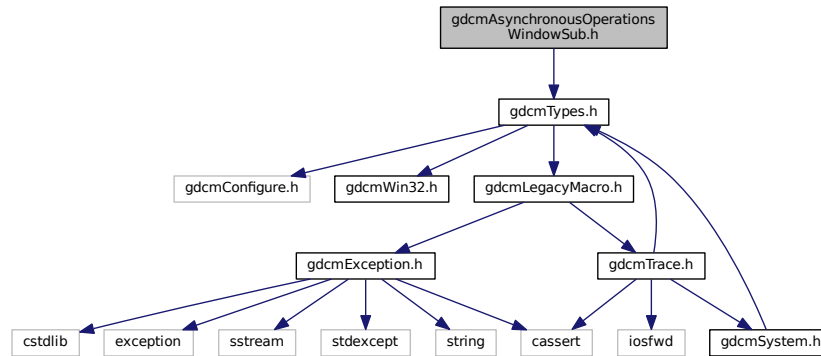 gdcmAsynchronousOperations
WindowSub.h
gdcmTypes.h
gdcmConfigure.h
gdcmWin32.h
gdcmLegacyMacro.h
gdcmException.h
gdcmTrace.h
cstdlib
exception
sstream
stdexcept
string
cassert
iosfwd
gdcmSystem.h